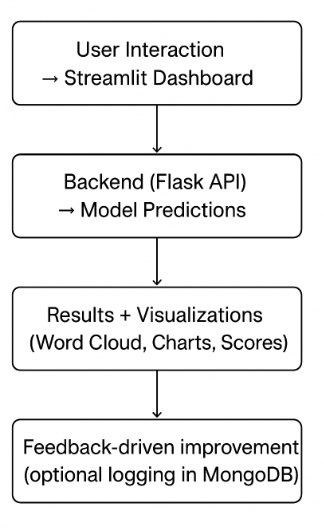 User Interaction
→ Streamlit Dashboard
Backend (Flask API)
→ Model Predictions
Results + Visualizations
(Word Cloud, Charts, Scores)
Feedback-driven improvement
(optional logging in MongoDB)